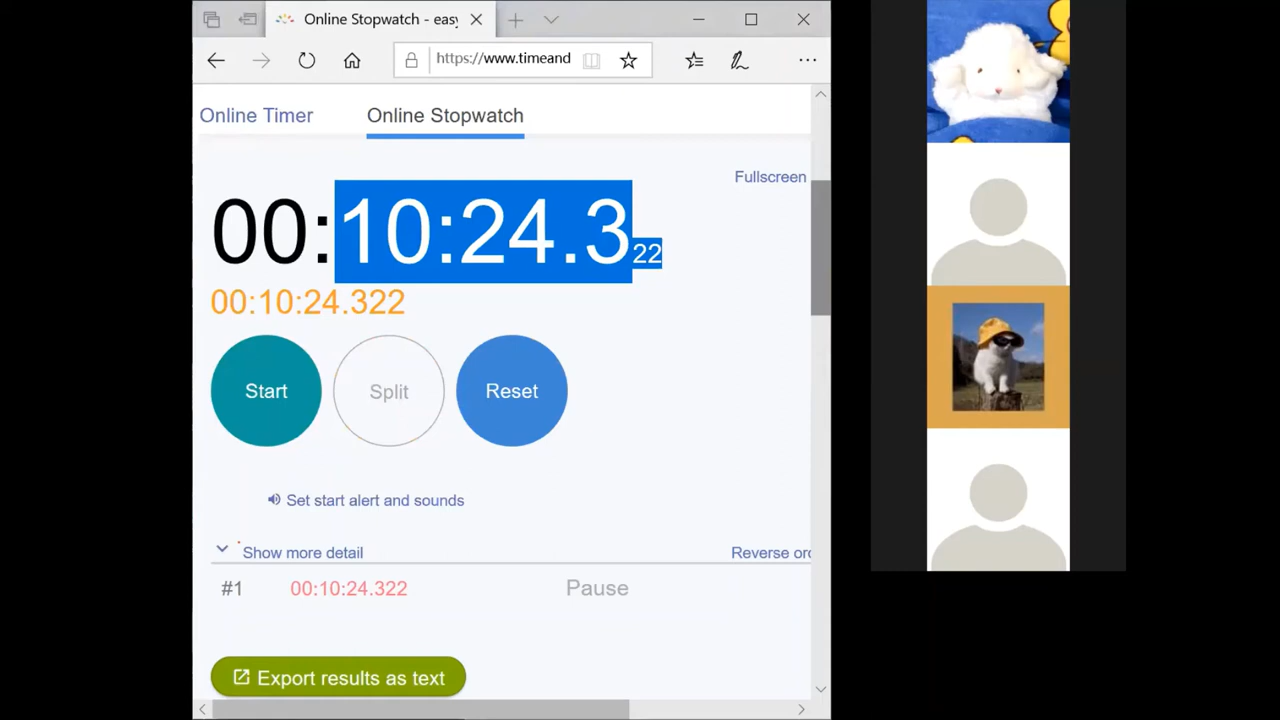 Online Stopwatch - easy
https://www.timeand
Online Timer
Online Stopwatch
Fullscreen
00:10:24.322
00:10:24.322
Start
Split
Reset
Set start alert and sounds
Show more detail
Reverse ord
#1 00:10:24.322 Pause
Export results as text